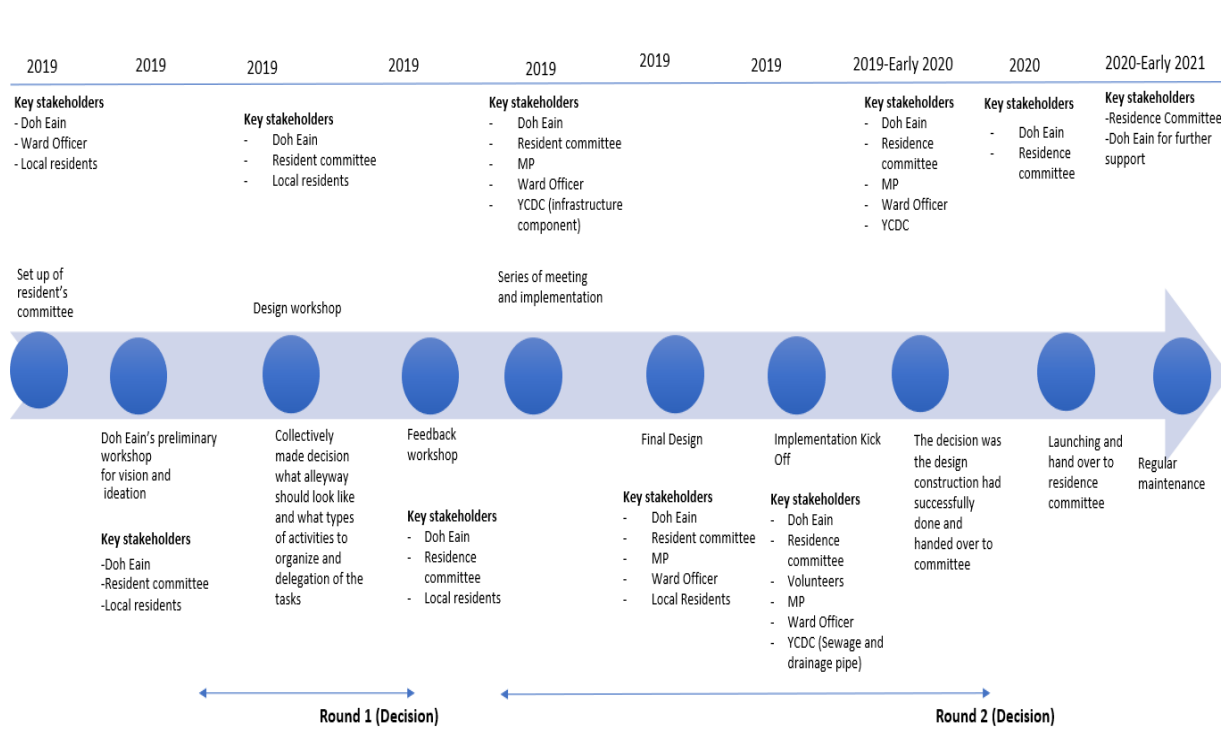 2019
2019
2019
2019
2019
2019
2019
2019-Early 2020
2020
2020-Early 2021
Key stakeholders
- Doh Eain
- Ward Officer
- Local residents
Key stakeholders
- Doh Eain
- Resident committee
- Local residents
Key stakeholders
- Doh Eain
- Resident committee
- MP
- Ward Officer
- YCDC (infrastructure
component)
Key stakeholders
- Doh Eain
- Residence
committee
- MP
- Ward Officer
- YCDC
Key stakeholders
- Doh Eain
- Residence
committee
Key stakeholders
-Residence Committee
-Doh Eain for further
support
Set up of
resident's
committee
Design workshop
Series of meeting
and implementation
Doh Eain's preliminary
workshop
for vision and
ideation
Key stakeholders
-Doh Eain
-Resident committee
-Local residents
Collectively
made decision
what alleyway
should look like
and what types
of activities to
organize and
delegation of the
tasks
Feedback
workshop
Key stakeholders
- Doh Eain
- Residence
committee
- Local residents
Final Design
Key stakeholders
- Doh Eain
- Resident committee
- MP
- Ward Officer
- Local Residents
Implementation Kick
Off
Key stakeholders
- Doh Eain
- Residence
committee
- Volunteers
- MP
- Ward Officer
- YCDC (Sewage and
drainage pipe)
The decision was
the design
construction had
successfully
done and
handed over to
committee
Launching and
hand over to
residence
committee
Regular
maintenance
Round 1 (Decision)
Round 2 (Decision)